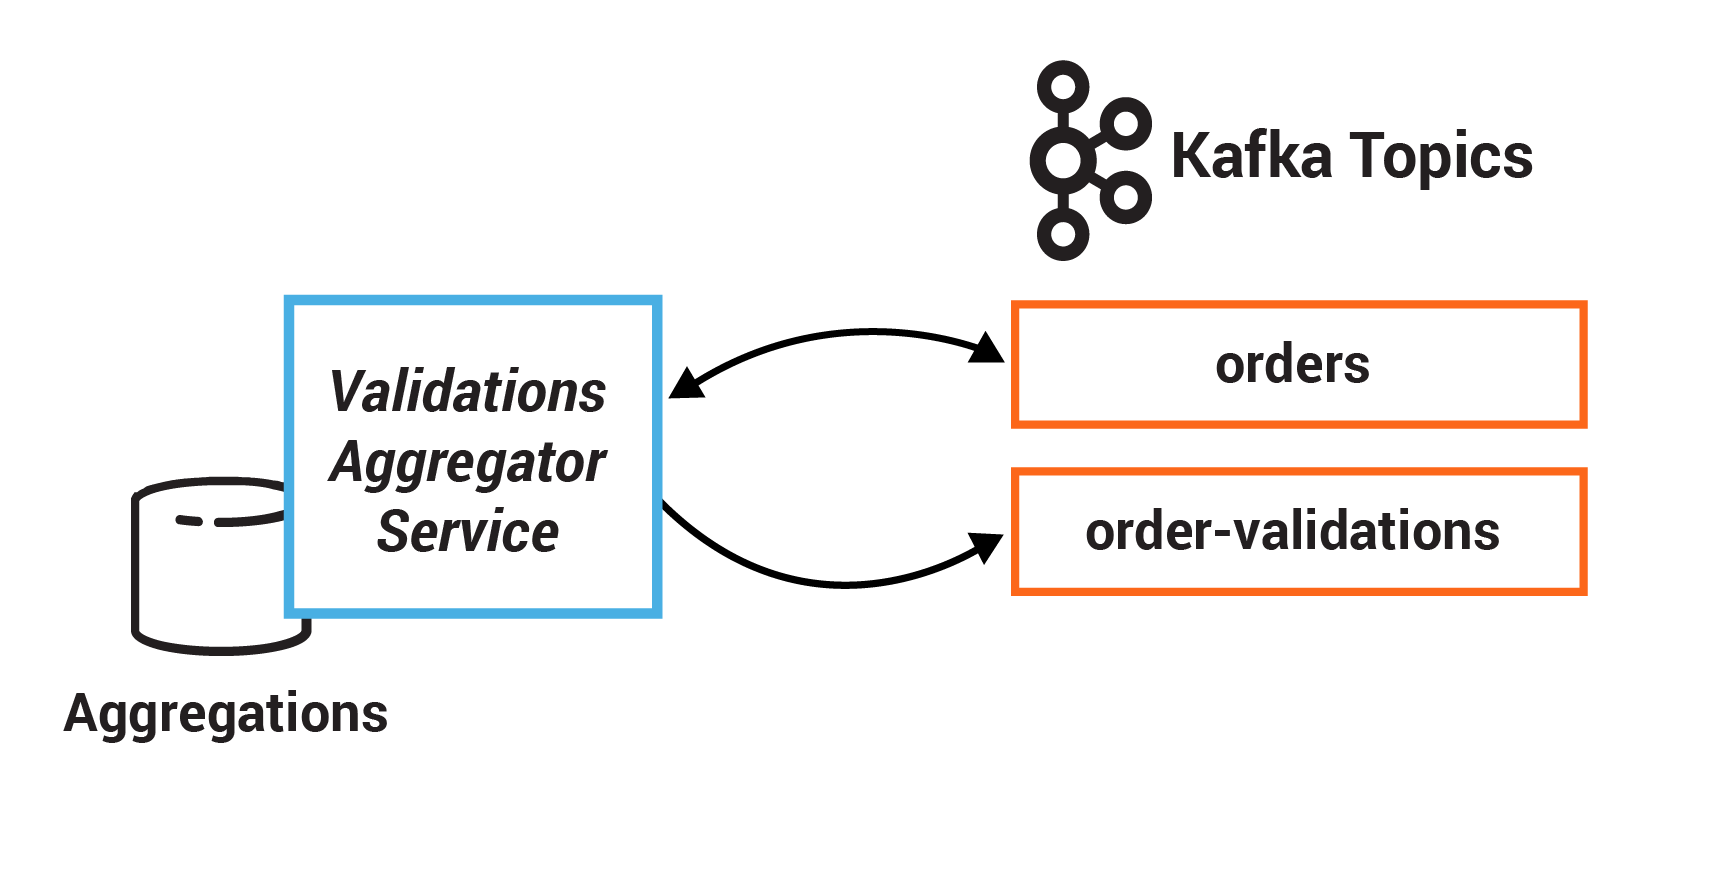 Kafka Topics
Validations
Aggregator
Service
orders
order-validations
Aggregations